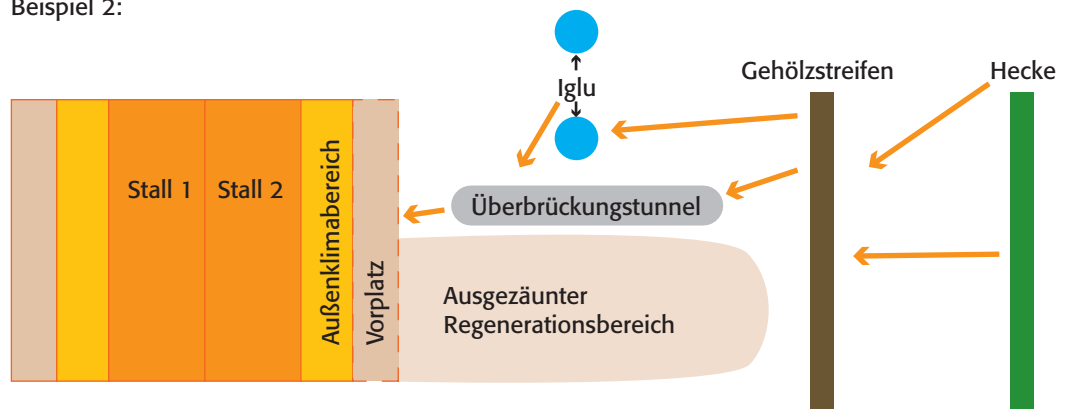 Beispiel 2:
Gehölzstreifen
Hecke
Iglu
Stall 1
Stall 2
Außenklimabereich
Vorplatz
Überbrückungstunnel
Ausgezäunter
Regenerationsbereich